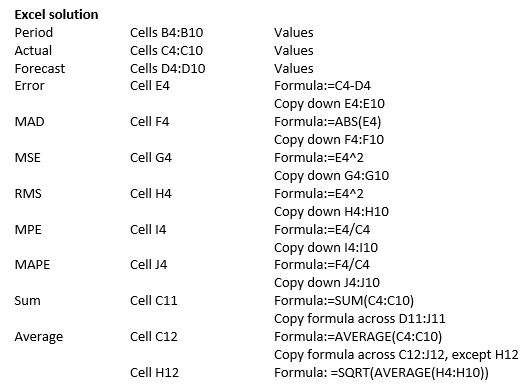 Excel solution
Period Cells B4:B10 Values
Actual Cells C4:C10 Values
Forecast Cells D4:D10 Values
Error Cell E4 Formula:=C4-D4
Copy down E4:E10
MAD Cell F4 Formula:=ABS(E4)
Copy down F4:F10
MSE Cell G4 Formula:=E4^2
Copy down G4:G10
RMS Cell H4 Formula:=E4^2
Copy down H4:H10
MPE Cell I4 Formula:=E4/C4
Copy down I4:I10
MAPE Cell J4 Formula:=F4/C4
Copy down J4:J10
Sum Cell C11 Formula:=SUM(C4:C10)
Copy formula across D11:J11
Average Cell C12 Formula:=AVERAGE(C4:C10)
Copy formula across C12:J12, except H12
Cell H12 Formula: =SQRT(AVERAGE(H4:H10))